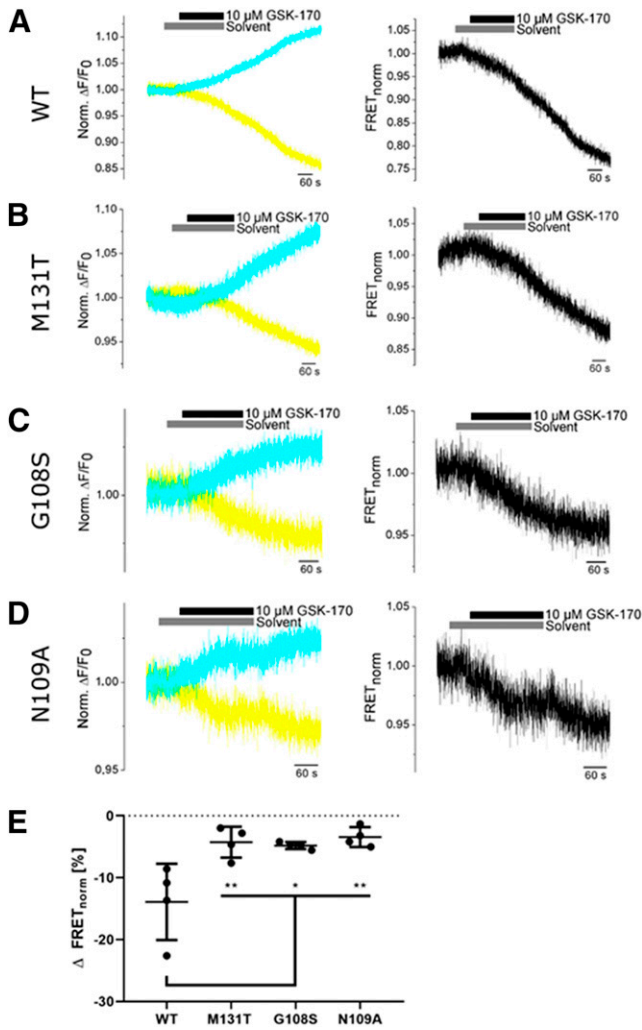 A
10 µM GSK-170
Solvent
WT
Norm. ΔF/F0
1.10
1.05
1.00
0.95
0.90
0.85
60 s
10 µM GSK-170
Solvent
FRETnorm
1.05
1.00
0.95
0.90
0.85
0.80
0.75
60 s
B
10 µM GSK-170
Solvent
M131T
Norm. ΔF/F0
1,10
1.05
1.00
0.95
60 s
10 µM GSK-170
Solvent
FRETnorm
1.05
1.00
0.95
0.90
0.85
60 s
C
10 µM GSK-170
Solvent
G108S
Norm. ΔF/F0
1.00
60 s
10 µM GSK-170
Solvent
FRETnorm
1.05
1.00
0.95
60 s
D
10 µM GSK-170
Solvent
N109A
Norm. ΔF/F0
1.05
1.00
0.95
60 s
10 µM GSK-170
Solvent
FRETnorm
1.05
1.00
0.95
60 s
E
Δ FRETnorm [%]
0
-10
-20
-30
** * **
WT M131T G108S N109A